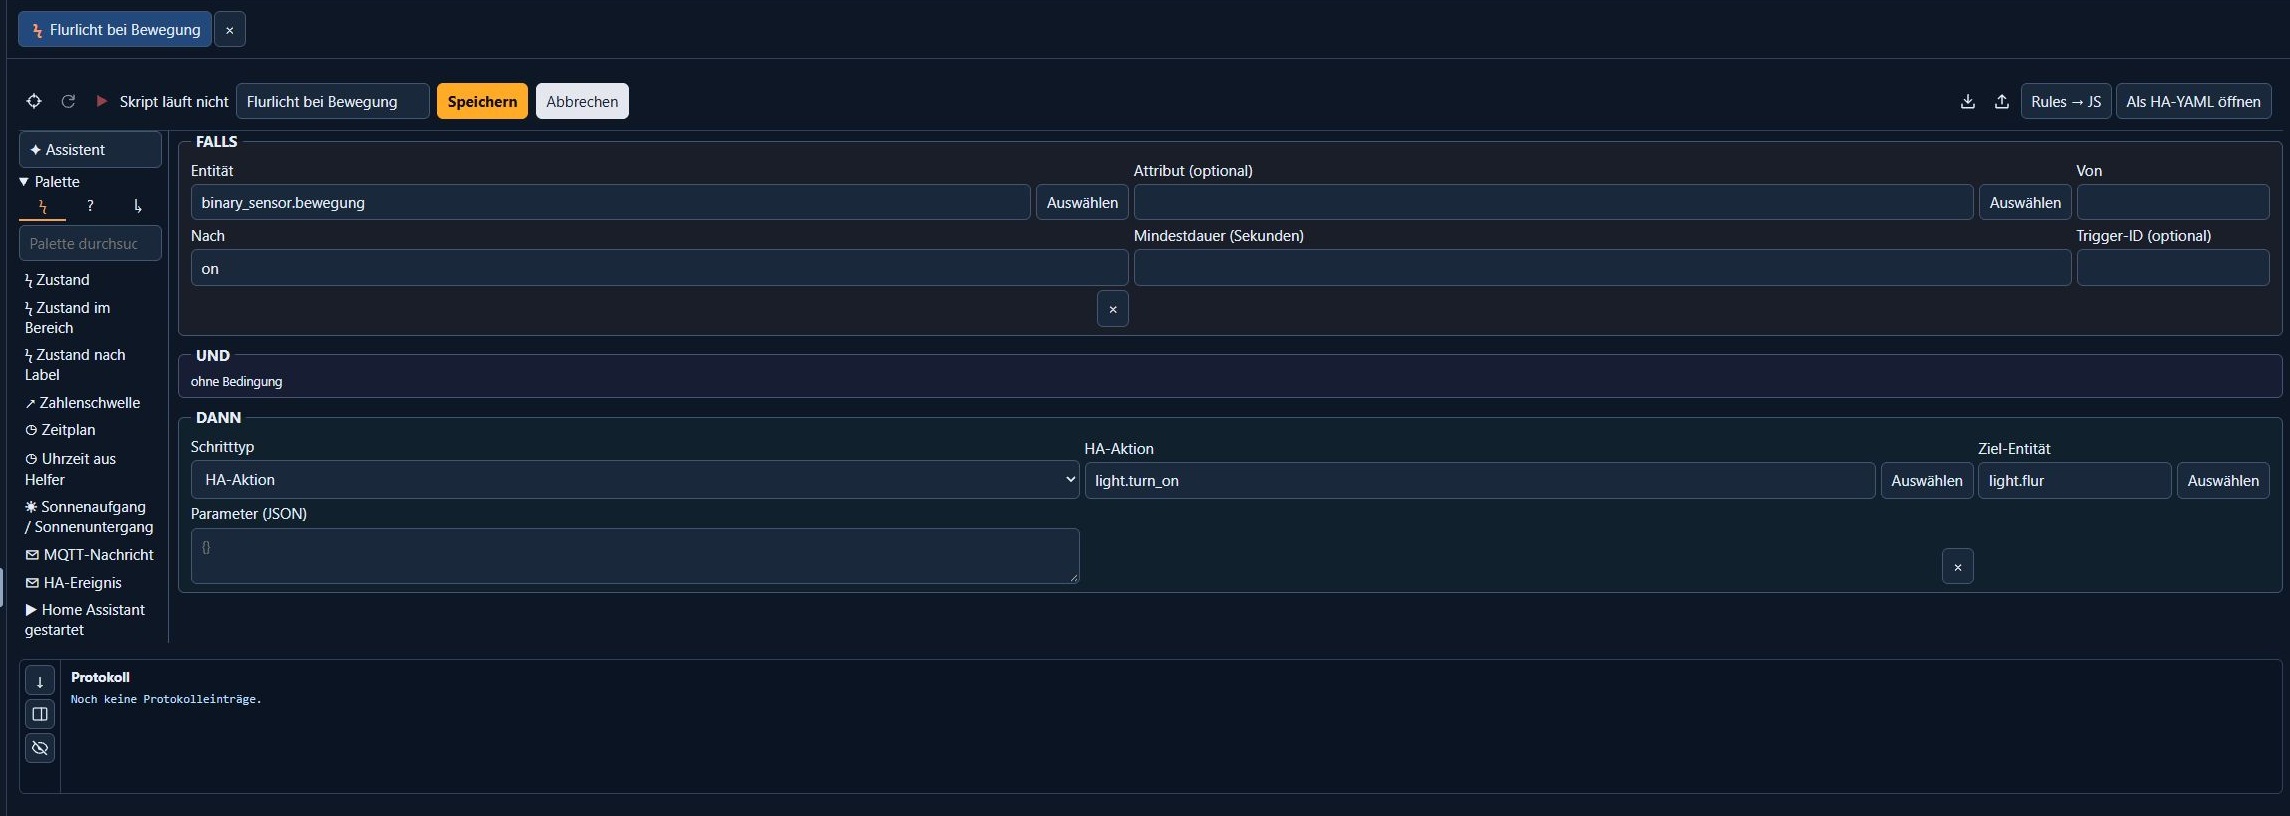 Flurlicht bei Bewegung ×
Skript läuft nicht Flurlicht bei Bewegung Speichern Abbrechen Rules → JS Als HA-YAML öffnen
✦ Assistent
▼ Palette
?
Palette durchsuc
Zustand
Zustand im
Bereich
Zustand nach
Label
Zahlenschwelle
Zeitplan
Uhrzeit aus
Helfer
Sonnenaufgang
/ Sonnenuntergang
MQTT-Nachricht
HA-Ereignis
Home Assistant
gestartet
FALLS
Entität Attribut (optional) Von
binary_sensor.bewegung Auswählen Auswählen
Nach Mindestdauer (Sekunden) Trigger-ID (optional)
on
×
UND
ohne Bedingung
DANN
Schritttyp HA-Aktion Ziel-Entität
HA-Aktion light.turn_on Auswählen light.flur Auswählen
Parameter (JSON)
{}
×
Protokoll
Noch keine Protokolleinträge.